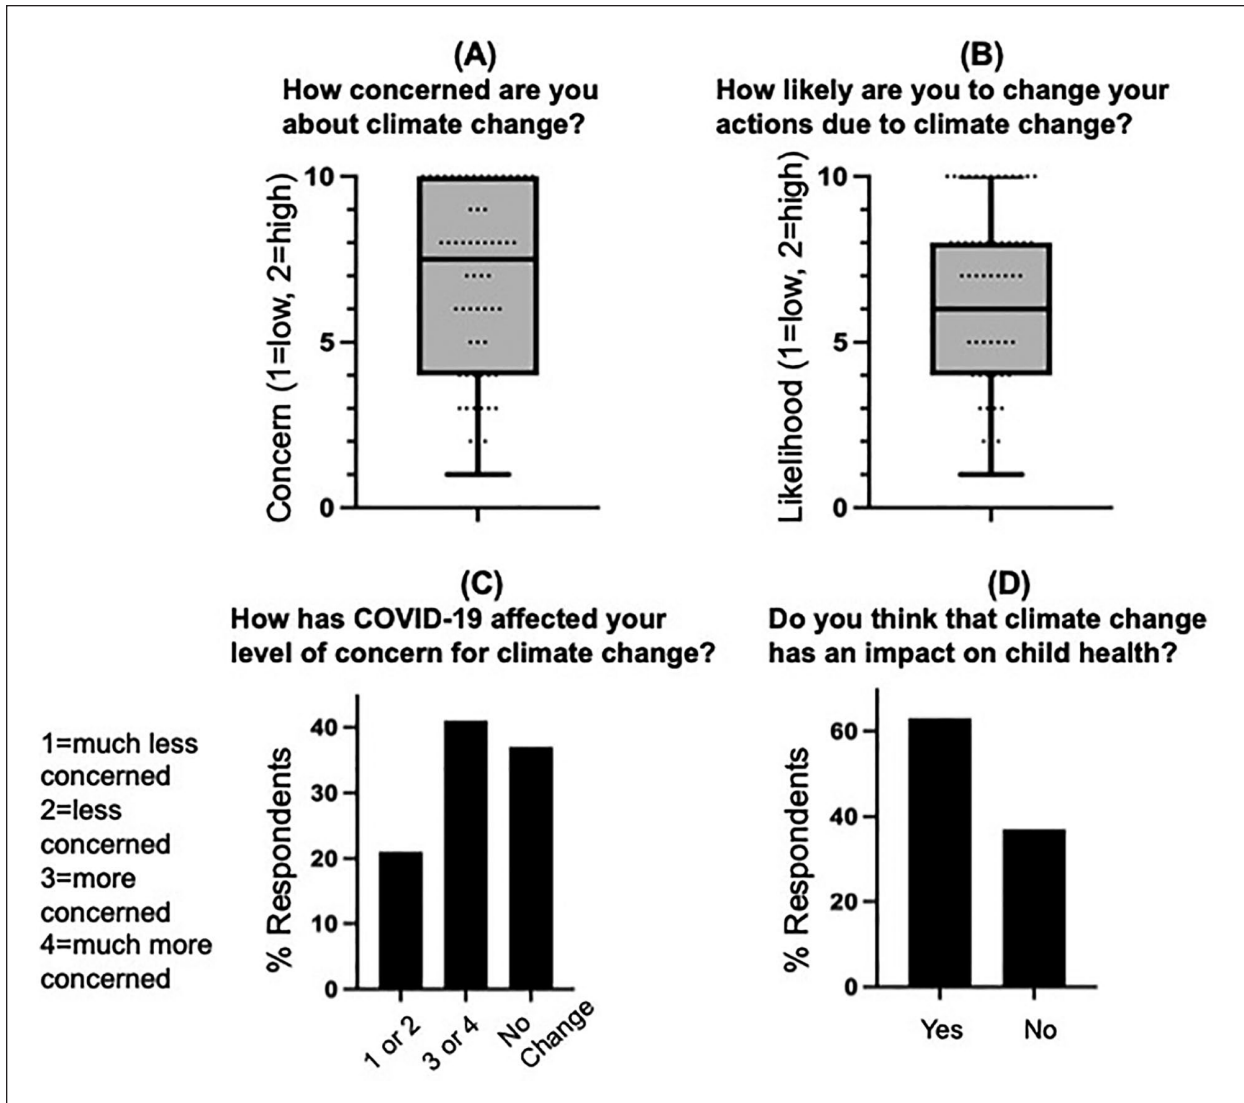 (A)
How concerned are you
about climate change?
Concern (1=low, 2=high)
10
5
0
(B)
How likely are you to change your
actions due to climate change?
Likelihood (1=low, 2=high)
10
5
0
(C)
How has COVID-19 affected your
level of concern for climate change?
1=much less
concerned
2=less
concerned
3=more
concerned
4=much more
concerned
% Respondents
40
30
20
10
0
1 or 2
3 or 4
No
Change
(D)
Do you think that climate change
has an impact on child health?
% Respondents
60
40
20
0
Yes
No